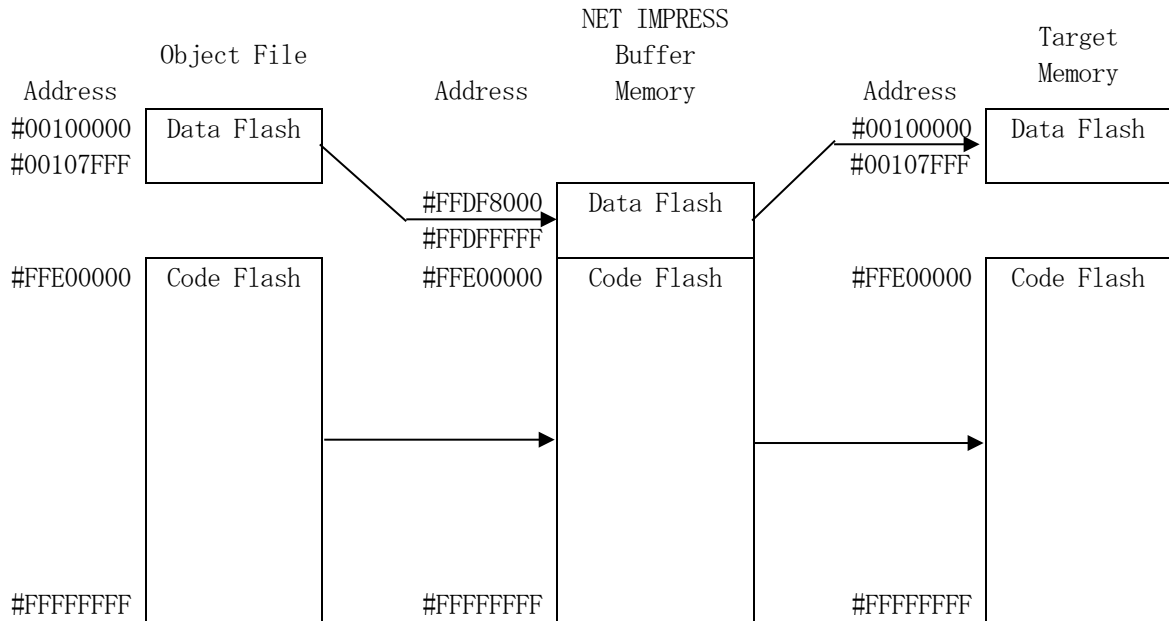 NET IMPRESS
Object File Buffer Target
Address Address Memory Address Memory
#00100000 Data Flash #00100000 Data Flash
#00107FFF #00107FFF
#FFDF8000 Data Flash
#FFDFFFFF
#FFE00000 Code Flash #FFE00000 Code Flash #FFE00000 Code Flash
#FFFFFFFF #FFFFFFFF #FFFFFFFF